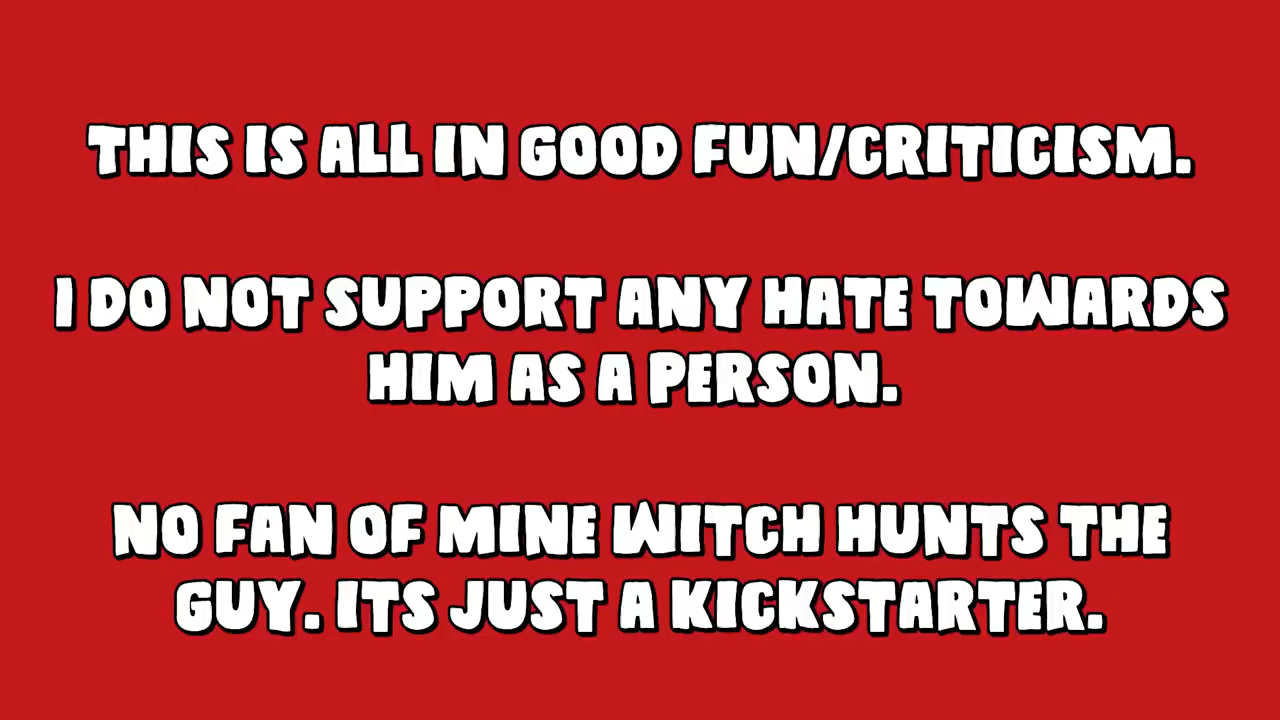 THIS IS ALL IN GOOD FUN/CRITICISM.
I DO NOT SUPPORT ANY HATE TOWARDS
HIM AS A PERSON.
NO FAN OF MINE WITCH HUNTS THE
GUY. ITS JUST A KICKSTARTER.